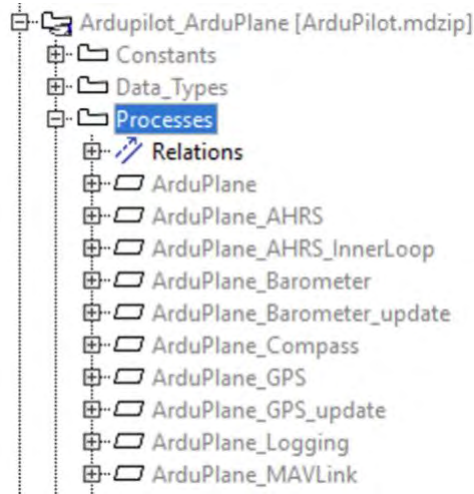 Ardupilot_ArduPlane [ArduPilot.mdzip]
Constants
Data_Types
Processes
Relations
ArduPlane
ArduPlane_AHRS
ArduPlane_AHRS_InnerLoop
ArduPlane_Barometer
ArduPlane_Barometer_update
ArduPlane_Compass
ArduPlane_GPS
ArduPlane_GPS_update
ArduPlane_Logging
ArduPlane_MAVLink